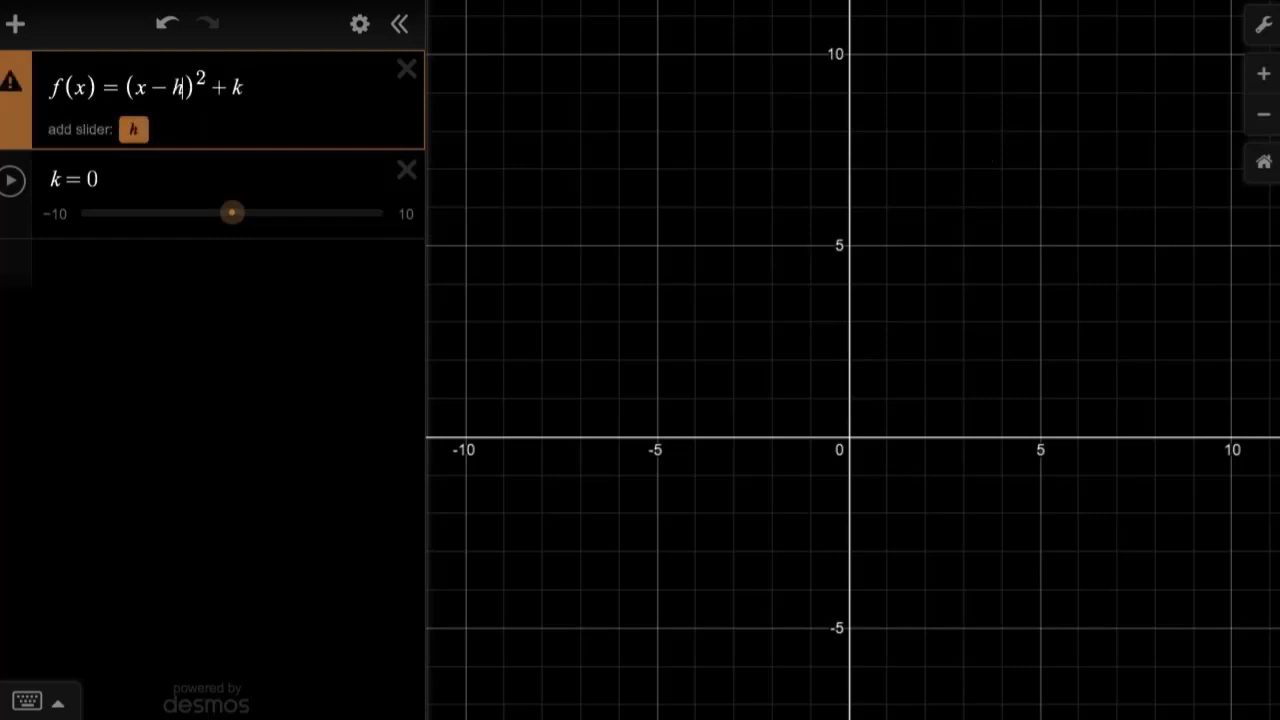 f(x) = (x − h)² + k
add slider: h
k = 0
−10
10
powered by
desmos
10
5
-10
-5
0
5
10
-5